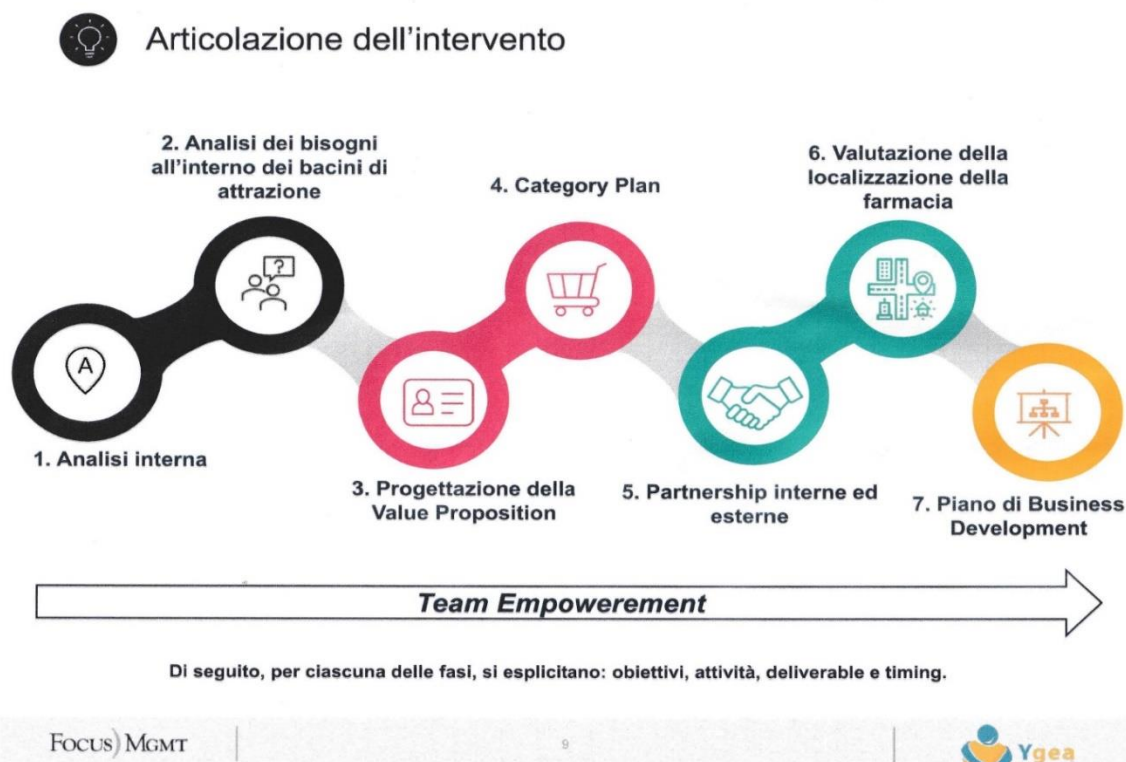 Articolazione dell'intervento
2. Analisi dei bisogni
all'interno dei bacini di
attrazione
6. Valutazione della
localizzazione della
farmacia
4. Category Plan
?
A
1. Analisi interna
3. Progettazione della
Value Proposition
5. Partnership interne ed
esterne
7. Piano di Business
Development
Team Empowerement
Di seguito, per ciascuna delle fasi, si esplicitano: obiettivi, attività, deliverable e timing.
FOCUS) MGMT
9
Ygea